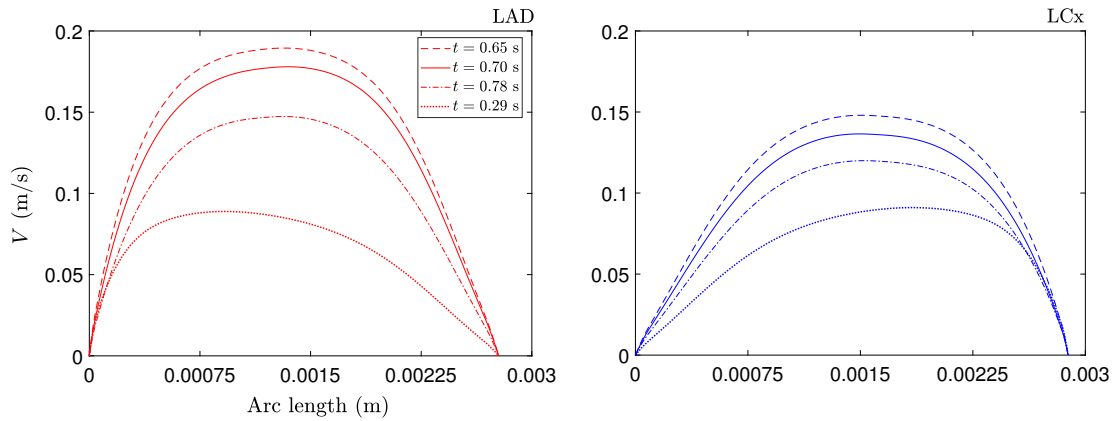 LAD
LCx
0.2
0.15
0.1
0.05
0
V (m/s)
t = 0.65 s
t = 0.70 s
t = 0.78 s
t = 0.29 s
0 0.00075 0.0015 0.00225 0.003
Arc length (m)
0.2
0.15
0.1
0.05
0
0 0.00075 0.0015 0.00225 0.003